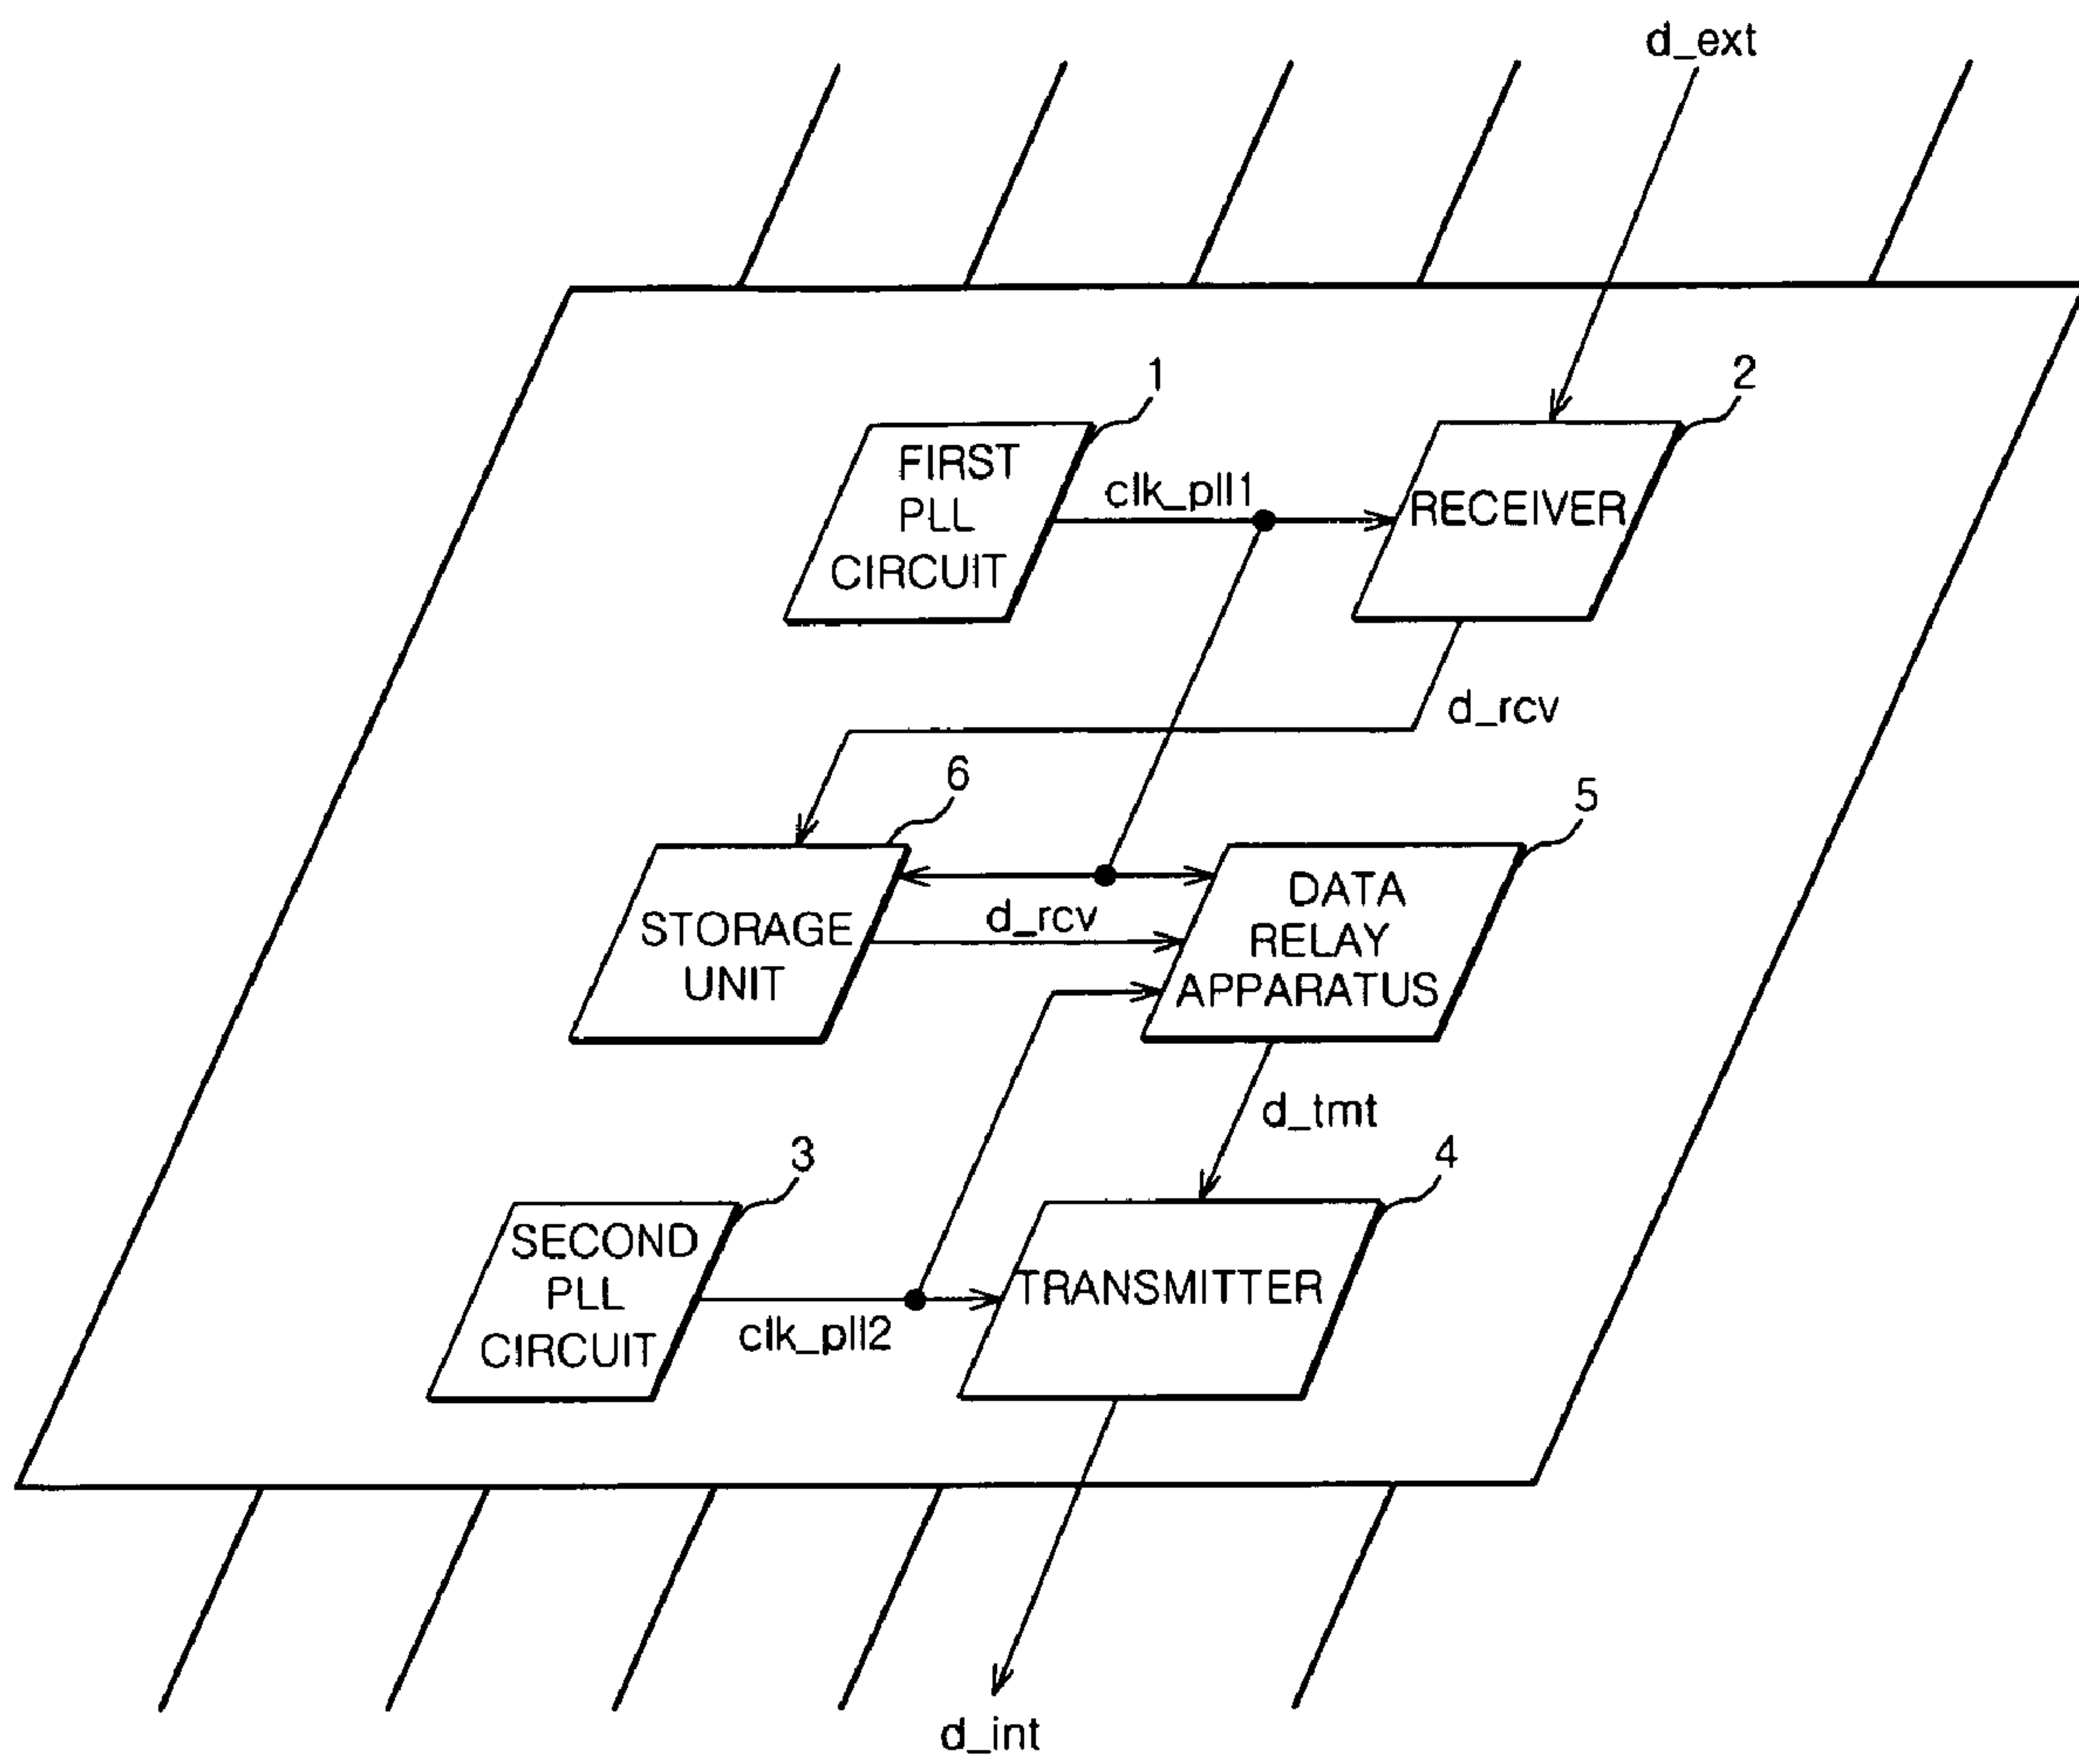 d_ext
1
2
FIRST
PLL
CIRCUIT
clk_pll1
RECEIVER
d_rcv
6
5
STORAGE
UNIT
d_rcv
DATA
RELAY
APPARATUS
d_tmt
3
4
SECOND
PLL
CIRCUIT
clk_pll2
TRANSMITTER
d_int